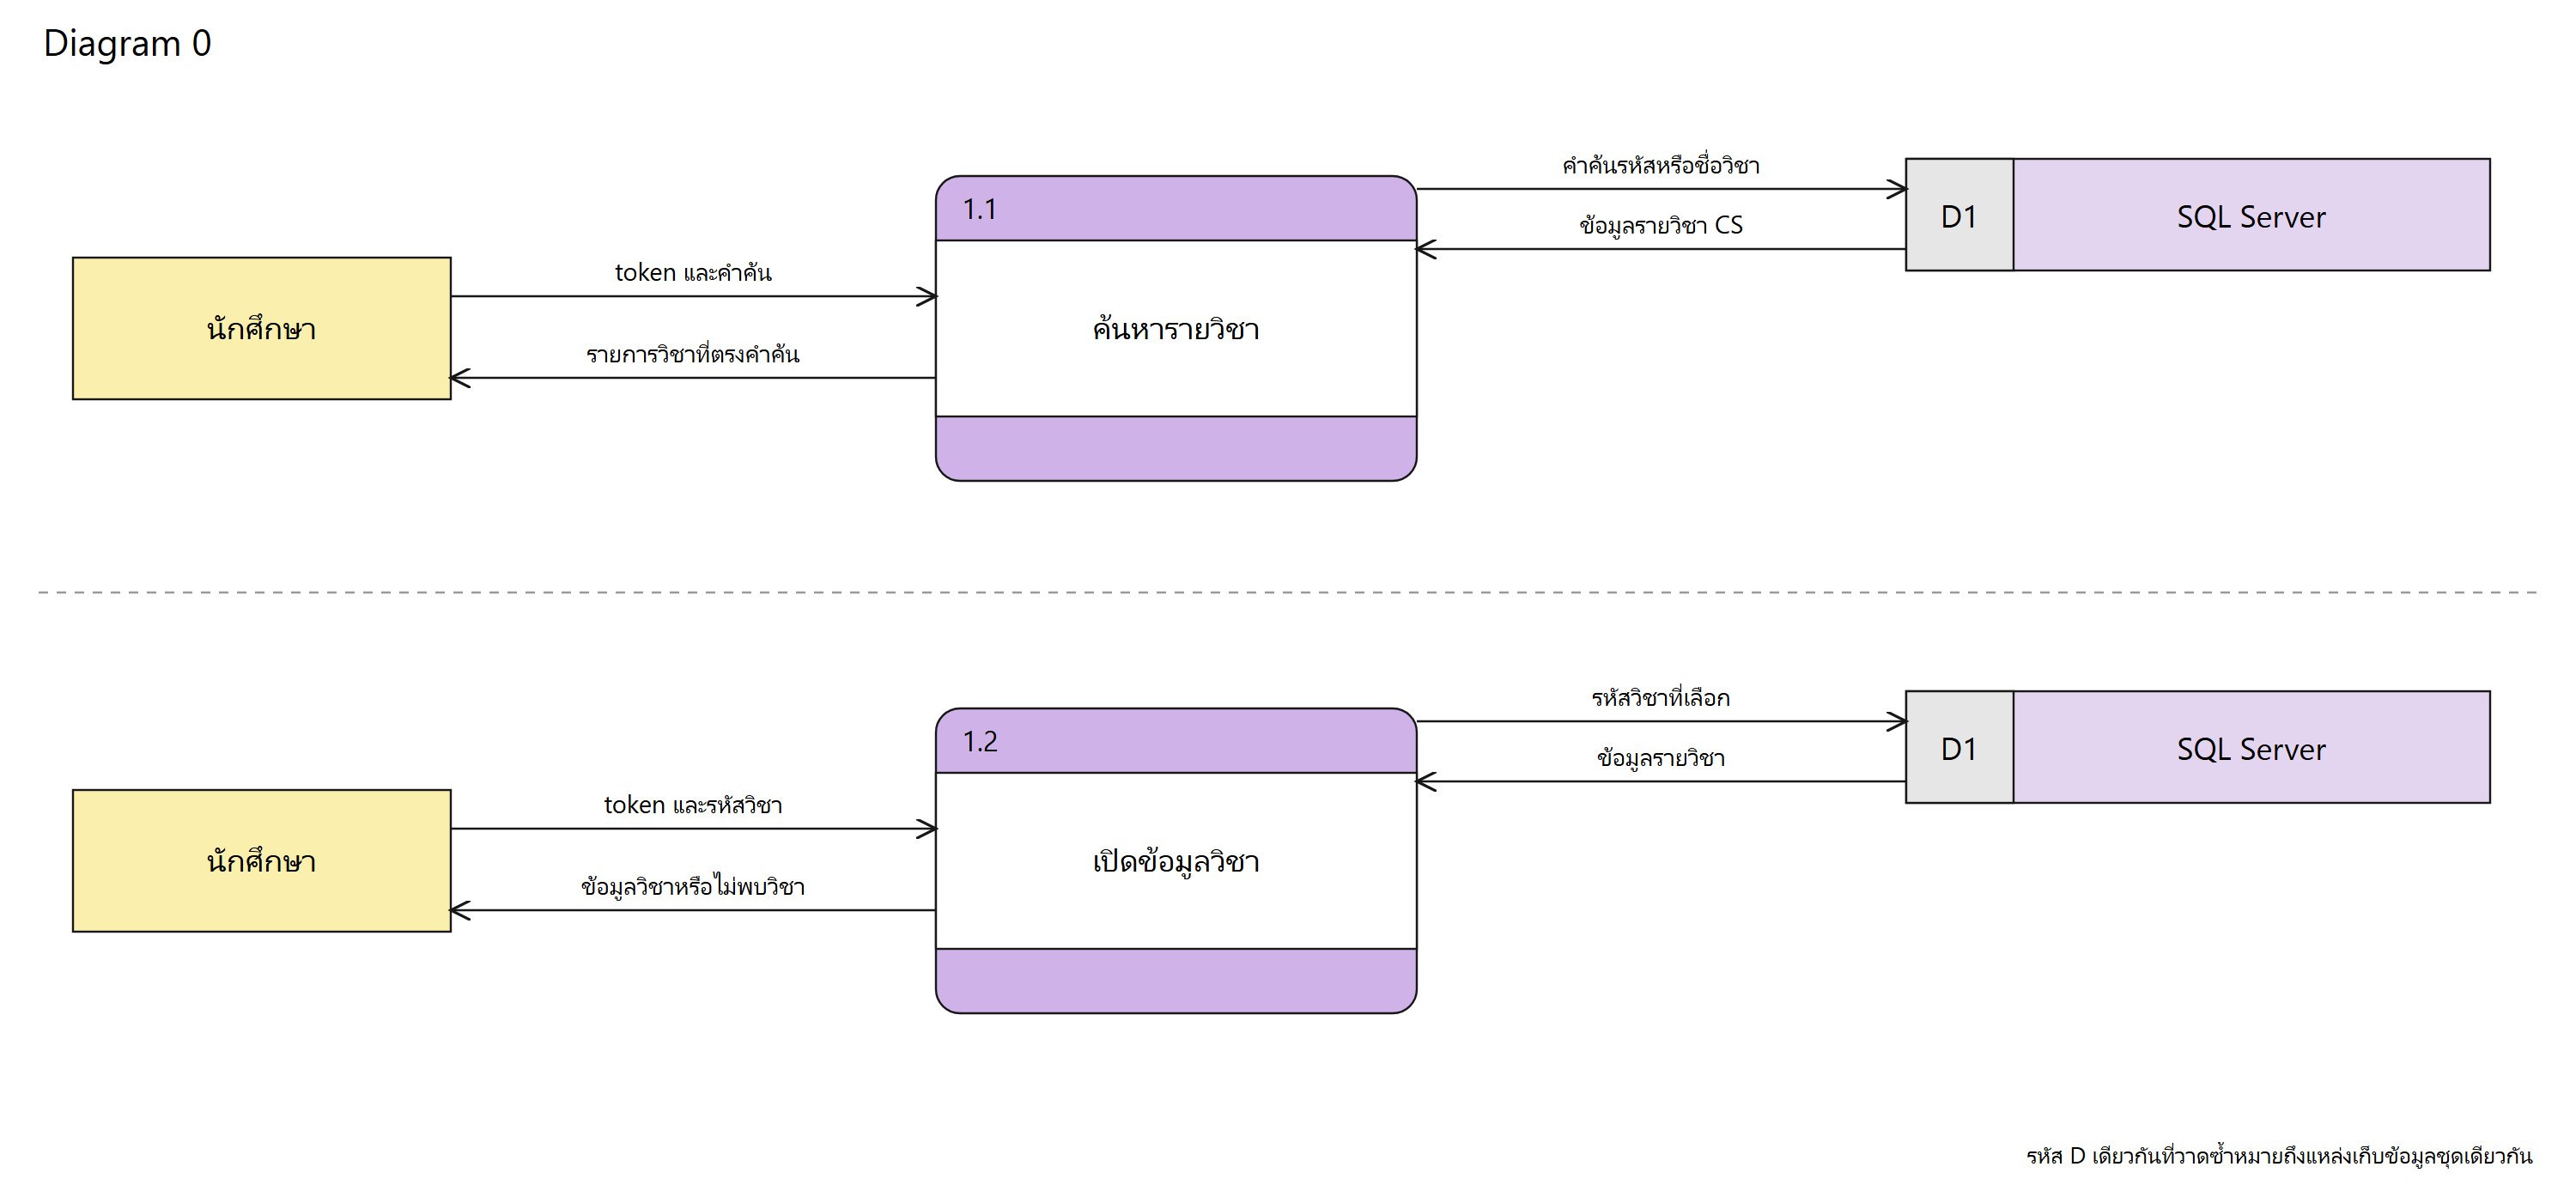 Diagram 0
คำค้นรหัสหรือชื่อวิชา
1.1
D1
SQL Server
ข้อมูลรายวิชา CS
token และคำค้น
นักศึกษา
ค้นหารายวิชา
รายการวิชาที่ตรงคำค้น
รหัสวิชาที่เลือก
1.2
D1
SQL Server
ข้อมูลรายวิชา
token และรหัสวิชา
นักศึกษา
เปิดข้อมูลวิชา
ข้อมูลวิชาหรือไม่พบวิชา
รหัส D เดียวกันที่วาดซ้ำหมายถึงแหล่งเก็บข้อมูลชุดเดียวกัน